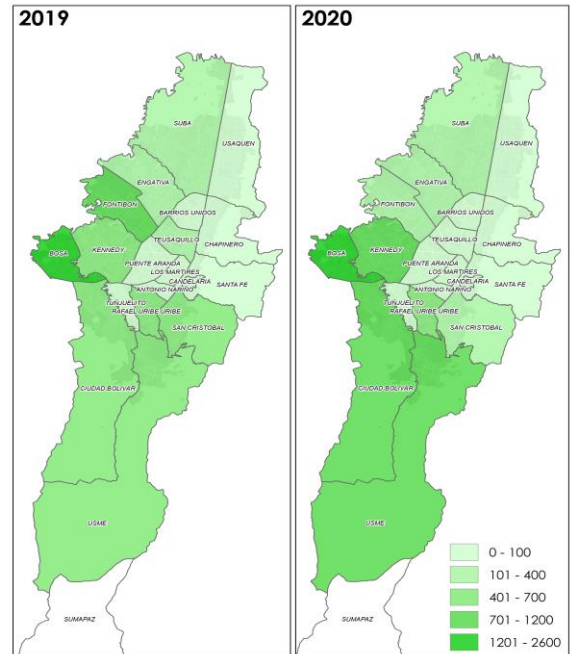 2019
SUBA
USAQUEN
ENGATIVA
FONTIBON
BARRIOS UNIDOS
TEUSAQUILLO
CHAPINERO
BOSA
KENNEDY
PUENTE ARANDA
LOS MARTIRES
CANDELARIA
SANTA FE
ANTONIO NARIÑO
TUNJUELITO
RAFAEL URIBE URIBE
SAN CRISTOBAL
CIUDAD BOLIVAR
USME
SUMAPAZ
2020
SUBA
USAQUEN
ENGATIVA
FONTIBON
BARRIOS UNIDOS
TEUSAQUILLO
CHAPINERO
BOSA
KENNEDY
PUENTE ARANDA
LOS MARTIRES
CANDELARIA
SANTA FE
ANTONIO NARIÑO
TUNJUELITO
RAFAEL URIBE URIBE
SAN CRISTOBAL
CIUDAD BOLIVAR
USME
SUMAPAZ
0 - 100
101 - 400
401 - 700
701 - 1200
1201 - 2600